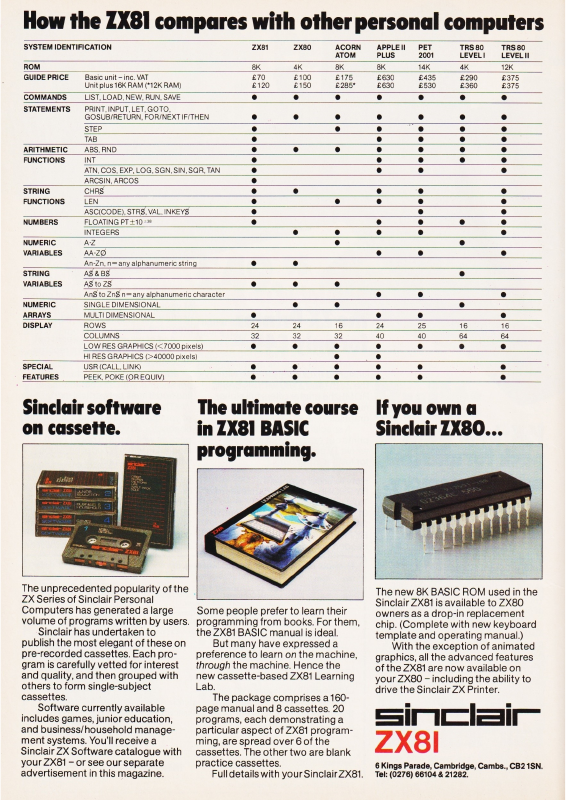 How the ZX81 compares with other personal computers
SYSTEM IDENTIFICATION ZX81 ZX80 ACORN ATOM APPLE II PLUS PET 2001 TRS 80 LEVEL I TRS 80 LEVEL II
ROM 8K 4K 8K 8K 14K 4K 12K
GUIDE PRICE Basic unit – inc. VAT £70 £100 £175 £630 £435 £290 £375
Unit plus 16K RAM (*12K RAM) £120 £150 £285* £630 £530 £360 £375
COMMANDS LIST, LOAD, NEW, RUN, SAVE ● ● ● ● ● ● ●
STATEMENTS PRINT, INPUT, LET, GOTO,
GOSUB/RETURN, FOR/NEXT IF/THEN ● ● ● ● ● ● ●
STEP ● ● ● ● ● ●
TAB ● ● ● ● ●
ARITHMETIC ABS, RND ● ● ● ● ● ● ●
FUNCTIONS INT ● ● ● ● ●
ATN, COS, EXP, LOG, SGN, SIN, SQR, TAN ● ● ● ●
ARCSIN, ARCOS ●
STRING CHR$ ● ● ● ● ●
FUNCTIONS LEN ● ● ● ● ●
ASC(CODE), STR$, VAL, INKEY$ ● ● ●
NUMBERS FLOATING PT ±10 ● ● ● ● ●
INTEGERS ● ● ● ● ●
NUMERIC A-Z ● ●
VARIABLES AA-ZØ ● ● ●
An-Zn, n= any alphanumeric string ● ●
STRING A$ & B$ ●
VARIABLES A$ to Z$ ● ● ●
An$ to Zn$ n= any alphanumeric character ● ● ●
NUMERIC SINGLE DIMENSIONAL ● ● ●
ARRAYS MULTI DIMENSIONAL ● ● ● ●
DISPLAY ROWS 24 24 16 24 25 16 16
COLUMNS 32 32 32 40 40 64 64
LOW RES GRAPHICS (<7000 pixels) ● ● ● ● ● ● ●
HI RES GRAPHICS (>40000 pixels) ● ●
SPECIAL USR (CALL, LINK) ● ● ● ● ● ●
FEATURES PEEK, POKE (OR EQUIV) ● ● ● ● ● ●
Sinclair software
on cassette.
The unprecedented popularity of the
ZX Series of Sinclair Personal
Computers has generated a large
volume of programs written by users.
Sinclair has undertaken to
publish the most elegant of these on
pre-recorded cassettes. Each pro-
gram is carefully vetted for interest
and quality, and then grouped with
others to form single-subject
cassettes.
Software currently available
includes games, junior education,
and business/household manage-
ment systems. You'll receive a
Sinclair ZX Software catalogue with
your ZX81 – or see our separate
advertisement in this magazine.
The ultimate course
in ZX81 BASIC
programming.
Some people prefer to learn their
programming from books. For them,
the ZX81 BASIC manual is ideal.
But many have expressed a
preference to learn on the machine,
through the machine. Hence the
new cassette-based ZX81 Learning
Lab.
The package comprises a 160-
page manual and 8 cassettes. 20
programs, each demonstrating a
particular aspect of ZX81 program-
ming, are spread over 6 of the
cassettes. The other two are blank
practice cassettes.
Full details with your Sinclair ZX81.
If you own a
Sinclair ZX80...
The new 8K BASIC ROM used in the
Sinclair ZX81 is available to ZX80
owners as a drop-in replacement
chip. (Complete with new keyboard
template and operating manual.)
With the exception of animated
graphics, all the advanced features
of the ZX81 are now available on
your ZX80 – including the ability to
drive the Sinclair ZX Printer.
sinclair
ZX81
6 Kings Parade, Cambridge, Cambs., CB2 1SN.
Tel: (0276) 66104 & 21282.